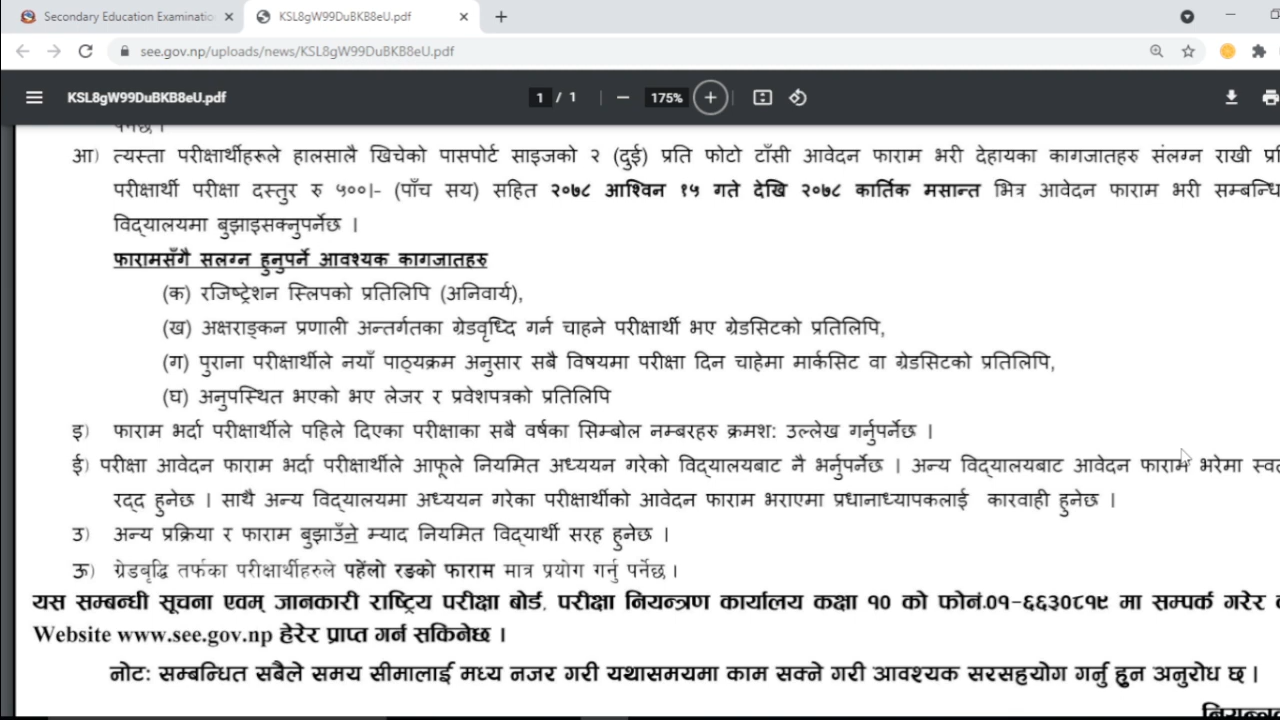 Secondary Education Examinatio
KSL8gW99DuBKB8eU.pdf
see.gov.np/uploads/news/KSL8gW99DuBKB8eU.pdf
KSL8gW99DuBKB8eU.pdf
1 / 1
175%
आ) त्यस्ता परीक्षार्थीहरूले हालसालै खिचेको पासपोर्ट साइजको २ (दुई) प्रति फोटो टाँसी आवेदन फाराम भरी देहायका कागजातहरु संलग्न राखी
परीक्षार्थी परीक्षा दस्तुर रु ५००।- (पाँच सय) सहित २०७८ आश्विन १५ गते देखि २०७८ कार्तिक मसान्त भित्र आवेदन फाराम भरी सम्बन्धि
विद्यालयमा बुझाइसक्नुपर्नेछ ।
फारामसँगै सलग्न हुनुपर्ने आवश्यक कागजातहरु
(क) रजिष्ट्रेशन स्लिपको प्रतिलिपि (अनिवार्य),
(ख) अक्षराङ्कन प्रणाली अन्तर्गतका ग्रेडवृध्दि गर्न चाहने परीक्षार्थी भए ग्रेडसिटको प्रतिलिपि,
(ग) पुराना परीक्षार्थीले नयाँ पाठ्यक्रम अनुसार सबै विषयमा परीक्षा दिन चाहेमा मार्कसिट वा ग्रेडसिटको प्रतिलिपि,
(घ) अनुपस्थित भएको भए लेजर र प्रवेशपत्रको प्रतिलिपि
इ) फाराम भर्दा परीक्षार्थीले पहिले दिएका परीक्षाका सबै वर्षका सिम्बोल नम्बरहरु क्रमश: उल्लेख गर्नुपर्नेछ ।
ई) परीक्षा आवेदन फाराम भर्दा परीक्षार्थीले आफूले नियमित अध्ययन गरेको विद्यालयबाट नै भर्नुपर्नेछ । अन्य विद्यालयबाट आवेदन फाराम भरेमा
रद्द हुनेछ । साथै अन्य विद्यालयमा अध्ययन गरेका परीक्षार्थीको आवेदन फाराम भराएमा प्रधानाध्यापकलाई कारवाही हुनेछ ।
उ) अन्य प्रक्रिया र फाराम बुझाउँने म्याद नियमित विद्यार्थी सरह हुनेछ ।
ऊ) ग्रेडबृद्धि तर्फका परीक्षार्थीहरुले पहेंलो रङको फाराम मात्र प्रयोग गर्नु पर्नेछ ।
यस सम्बन्धी सूचना एवम् जानकारी राष्ट्रिय परीक्षा बोर्ड, परीक्षा नियन्त्रण कार्यालय कक्षा १० को फोनं.०१-६६३०८१९ मा सम्पर्क गरेर
Website www.see.gov.np हेरेर प्राप्त गर्न सकिनेछ ।
नोट: सम्बन्धित सबैले समय सीमालाई मध्य नजर गरी यथासमयमा काम सक्ने गरी आवश्यक सरसहयोग गर्नु हुन अनुरोध छ ।